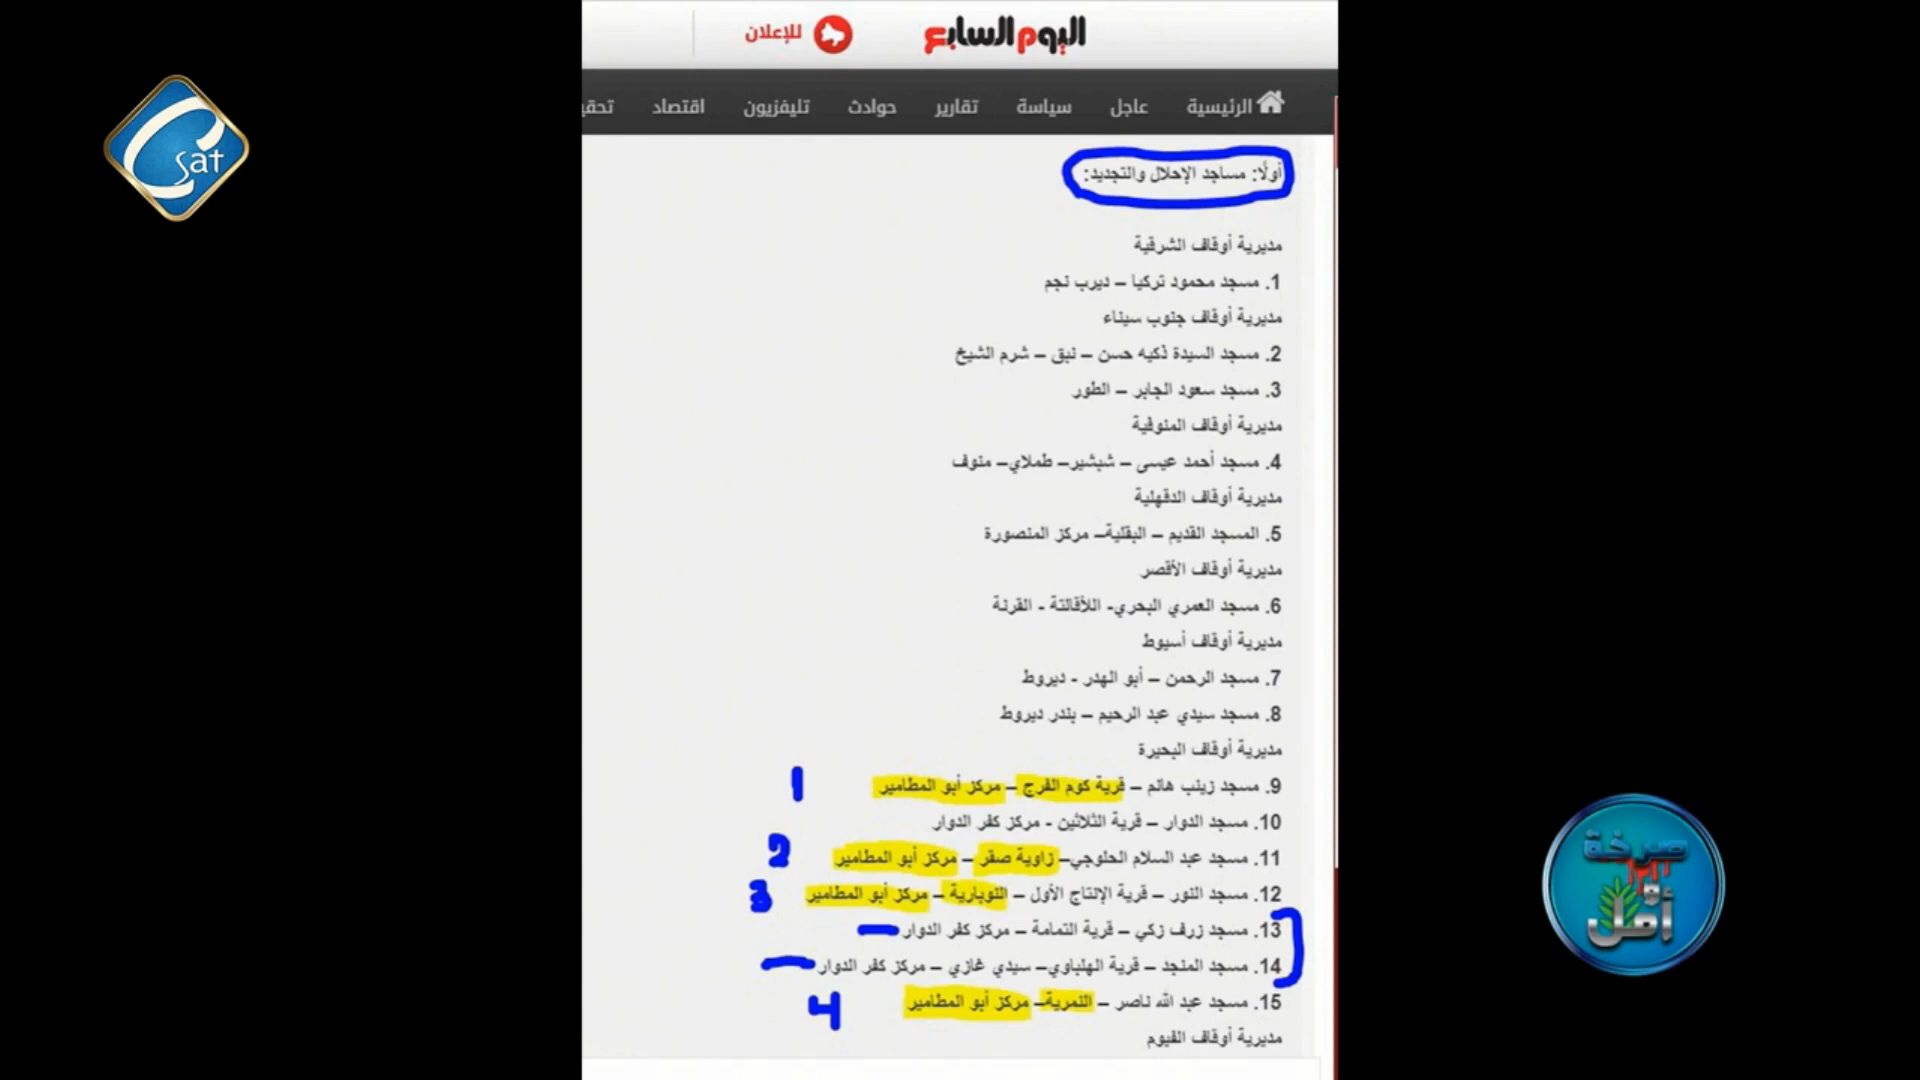 اليوم السابع
للإعلان
الرئيسية عاجل سياسة تقارير حوادث تليفزيون اقتصاد تحقي
أولًا: مساجد الإحلال والتجديد:
مديرية أوقاف الشرقية
1. مسجد محمود تركيا – ديرب نجم
مديرية أوقاف جنوب سيناء
2. مسجد السيدة ذكيه حسن – نبق – شرم الشيخ
3. مسجد سعود الجابر – الطور
مديرية أوقاف المنوفية
4. مسجد أحمد عيسى – شبشير– طملاي– منوف
مديرية أوقاف الدقهلية
5. المسجد القديم – البقلية– مركز المنصورة
مديرية أوقاف الأقصر
6. مسجد العمري البحري- اللأقالتة - القرنة
مديرية أوقاف أسيوط
7. مسجد الرحمن – أبو الهدر - ديروط
8. مسجد سيدي عبد الرحيم – بندر ديروط
مديرية أوقاف البحيرة
9. مسجد زينب هانم – قرية كوم الفرج – مركز أبو المطامير 1
10. مسجد الدوار – قرية الثلاثين - مركز كفر الدوار
11. مسجد عبد السلام الحلوجي– زاوية صقر – مركز أبو المطامير 2
12. مسجد النور – قرية الإنتاج الأول – النوبارية – مركز أبو المطامير 3
13. مسجد زرف زكي – قرية التمامة – مركز كفر الدوار
14. مسجد المنجد – قرية الهلباوي– سيدي غازي – مركز كفر الدوار
15. مسجد عبد الله ناصر – النمرية– مركز أبو المطامير 4
مديرية أوقاف الفيوم
C sat
صرخة
و
أمل